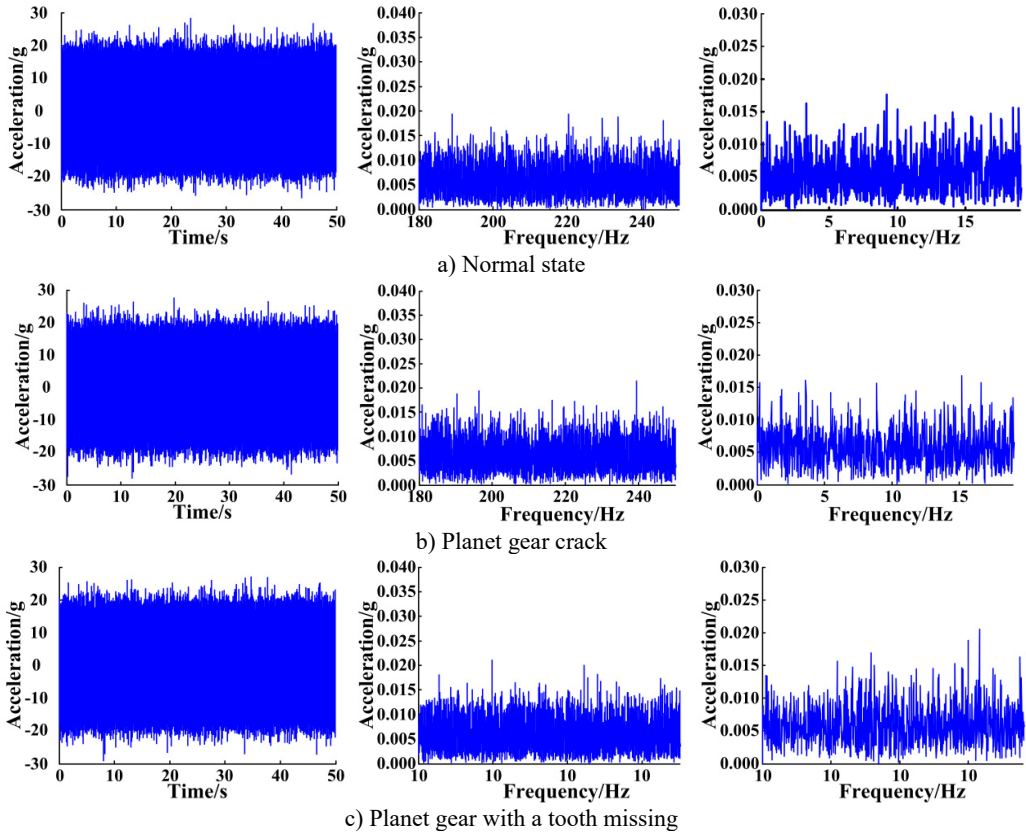 Acceleration/g
30
20
10
0
-10
-20
-30
0 10 20 30 40 50
Time/s
Acceleration/g
0.040
0.035
0.030
0.025
0.020
0.015
0.010
0.005
0.000
180 200 220 240
Frequency/Hz
Acceleration/g
0.030
0.025
0.020
0.015
0.010
0.005
0.000
0 5 10 15
Frequency/Hz
a) Normal state
Acceleration/g
30
20
10
0
-10
-20
-30
0 10 20 30 40 50
Time/s
Acceleration/g
0.040
0.035
0.030
0.025
0.020
0.015
0.010
0.005
0.000
180 200 220 240
Frequency/Hz
Acceleration/g
0.030
0.025
0.020
0.015
0.010
0.005
0.000
0 5 10 15
Frequency/Hz
b) Planet gear crack
Acceleration/g
30
20
10
0
-10
-20
-30
0 10 20 30 40 50
Time/s
Acceleration/g
0.040
0.035
0.030
0.025
0.020
0.015
0.010
0.005
0.000
10 10 10 10
Frequency/Hz
Acceleration/g
0.030
0.025
0.020
0.015
0.010
0.005
0.000
10 10 10 10
Frequency/Hz
c) Planet gear with a tooth missing